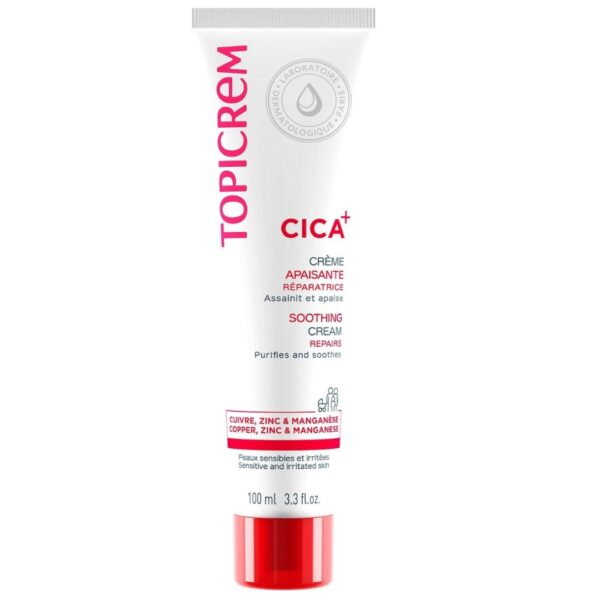 TOPICREM
LABORATOIRE
DERMATOLOGIQUE • PARIS
CICA+
CRÈME
APAISANTE
RÉPARATRICE
Assainit et apaise
SOOTHING
CREAM
REPAIRS
Purifies and soothes
CUIVRE, ZINC & MANGANÈSE
COPPER, ZINC & MANGANESE
Peaux sensibles et irritées
Sensitive and irritated skin
100 ml 3.3 fl.oz.